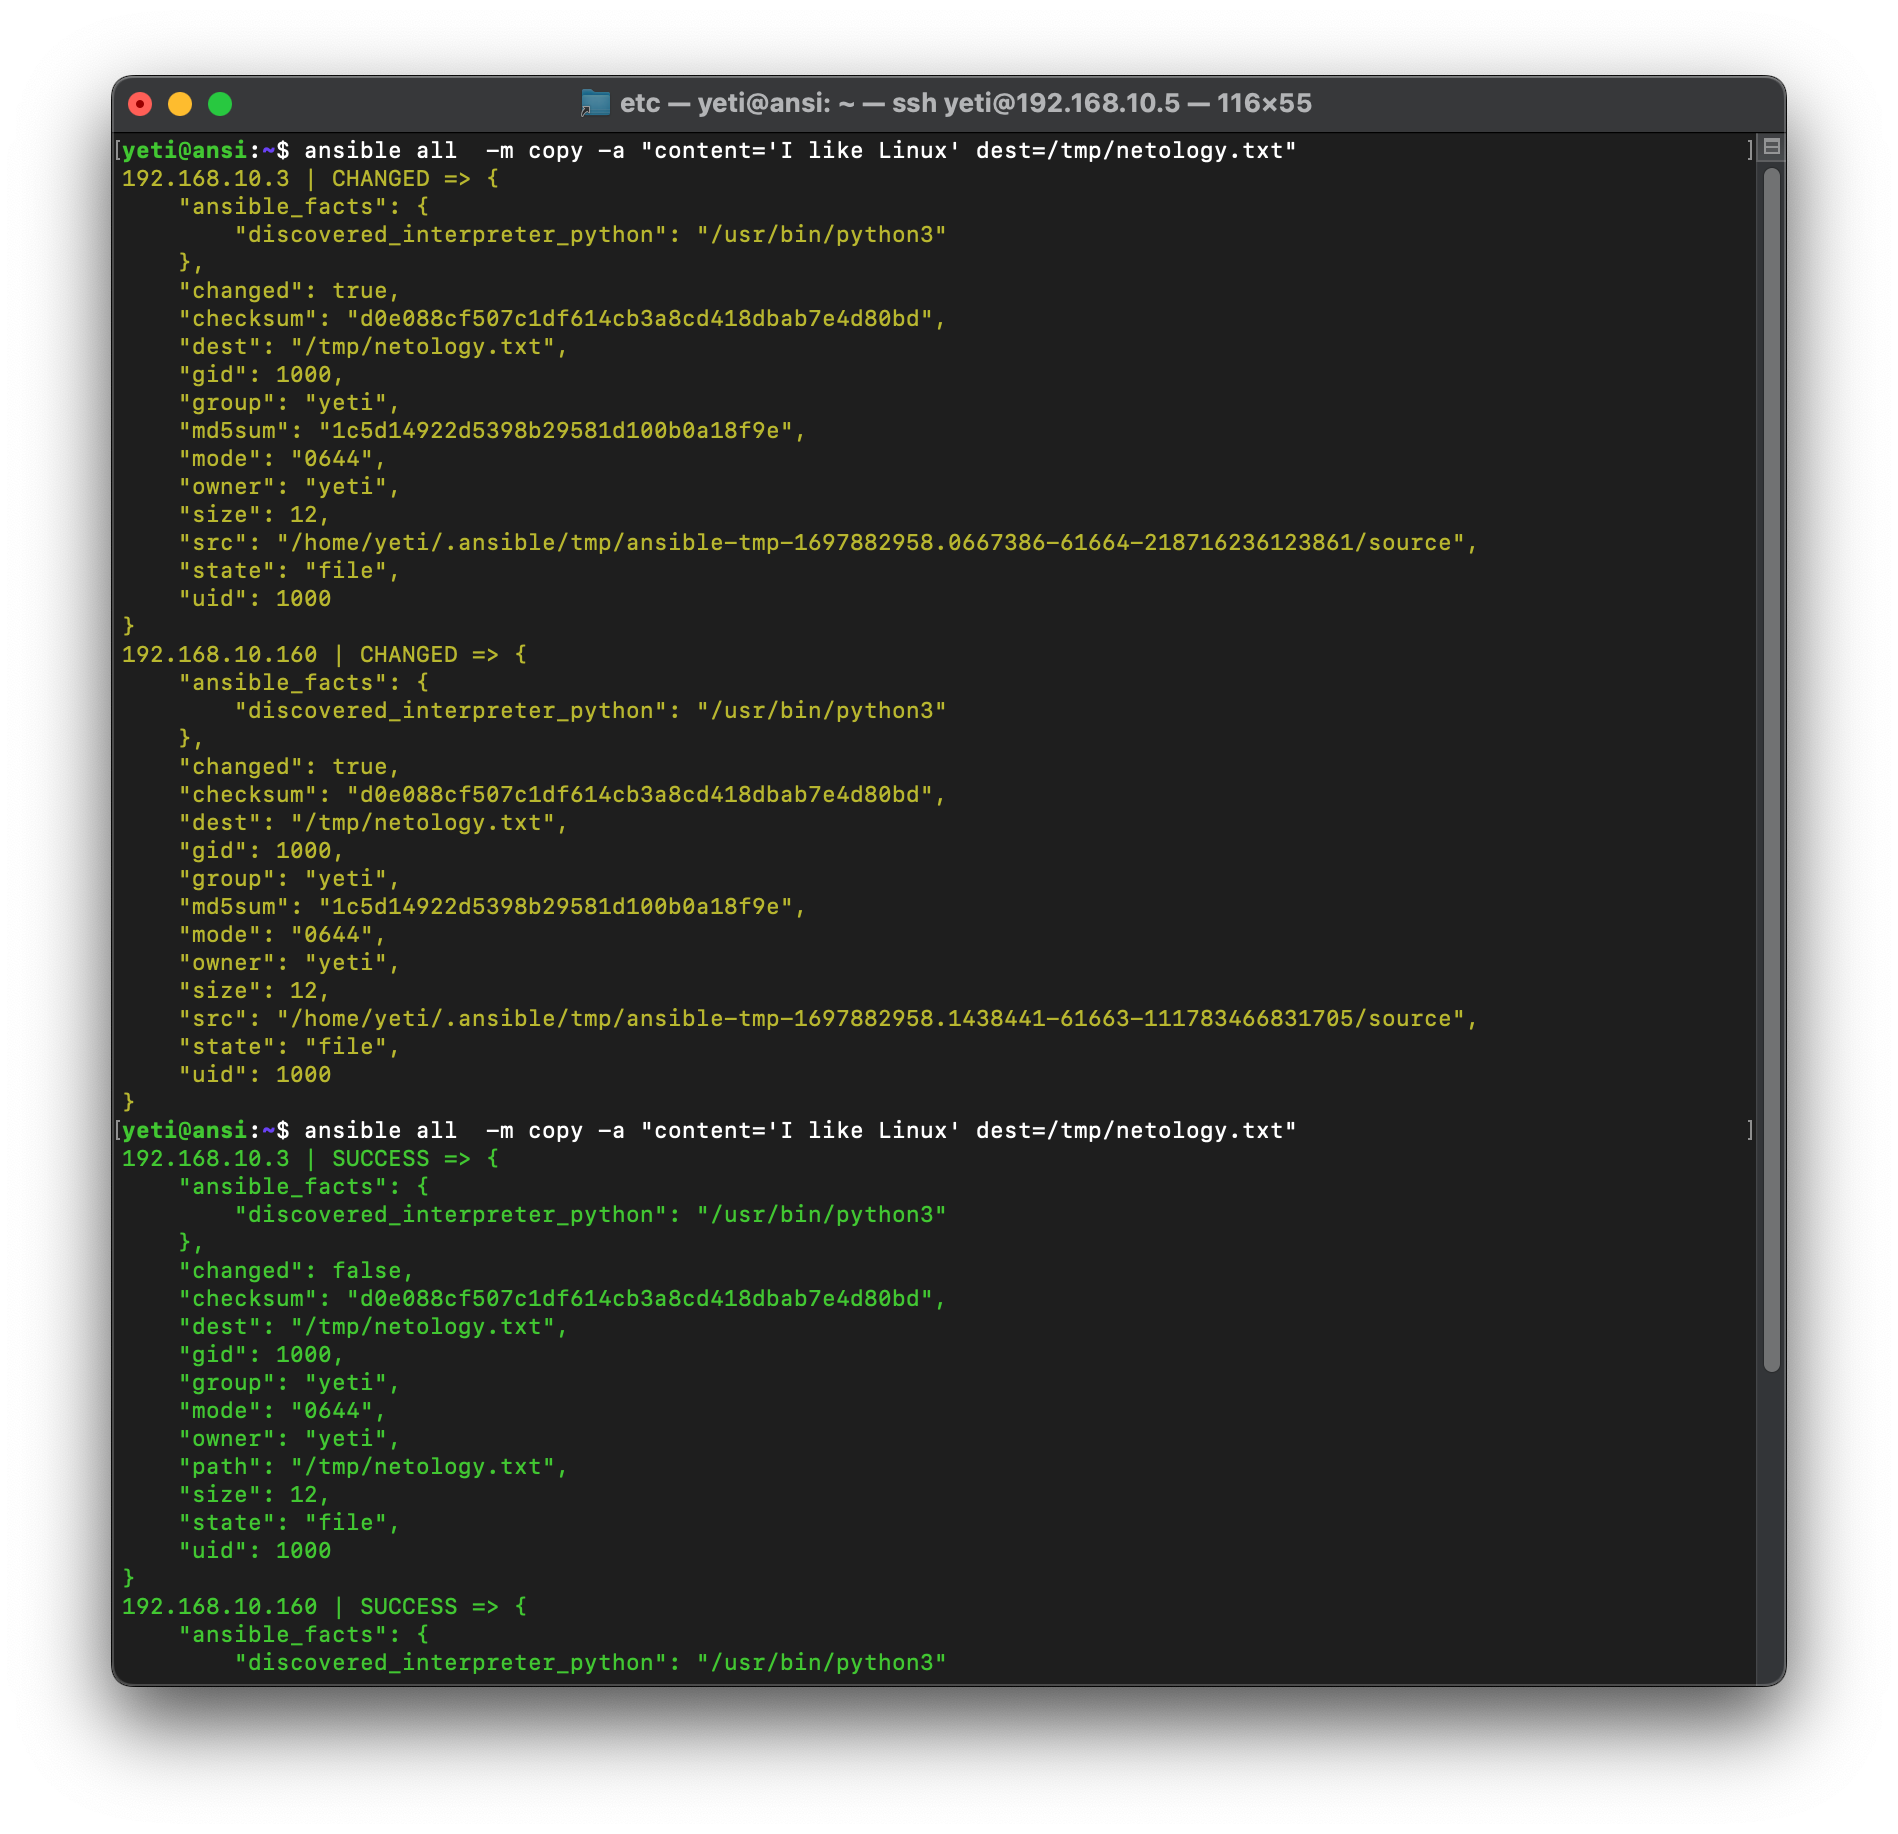 etc — yeti@ansi: ~ — ssh yeti@192.168.10.5 — 116×55
[yeti@ansi:~$ ansible all  -m copy -a "content='I like Linux' dest=/tmp/netology.txt" ]
192.168.10.3 | CHANGED => {
    "ansible_facts": {
        "discovered_interpreter_python": "/usr/bin/python3"
    },
    "changed": true,
    "checksum": "d0e088cf507c1df614cb3a8cd418dbab7e4d80bd",
    "dest": "/tmp/netology.txt",
    "gid": 1000,
    "group": "yeti",
    "md5sum": "1c5d14922d5398b29581d100b0a18f9e",
    "mode": "0644",
    "owner": "yeti",
    "size": 12,
    "src": "/home/yeti/.ansible/tmp/ansible-tmp-1697882958.0667386-61664-218716236123861/source",
    "state": "file",
    "uid": 1000
}
192.168.10.160 | CHANGED => {
    "ansible_facts": {
        "discovered_interpreter_python": "/usr/bin/python3"
    },
    "changed": true,
    "checksum": "d0e088cf507c1df614cb3a8cd418dbab7e4d80bd",
    "dest": "/tmp/netology.txt",
    "gid": 1000,
    "group": "yeti",
    "md5sum": "1c5d14922d5398b29581d100b0a18f9e",
    "mode": "0644",
    "owner": "yeti",
    "size": 12,
    "src": "/home/yeti/.ansible/tmp/ansible-tmp-1697882958.1438441-61663-111783466831705/source",
    "state": "file",
    "uid": 1000
}
[yeti@ansi:~$ ansible all  -m copy -a "content='I like Linux' dest=/tmp/netology.txt" ]
192.168.10.3 | SUCCESS => {
    "ansible_facts": {
        "discovered_interpreter_python": "/usr/bin/python3"
    },
    "changed": false,
    "checksum": "d0e088cf507c1df614cb3a8cd418dbab7e4d80bd",
    "dest": "/tmp/netology.txt",
    "gid": 1000,
    "group": "yeti",
    "mode": "0644",
    "owner": "yeti",
    "path": "/tmp/netology.txt",
    "size": 12,
    "state": "file",
    "uid": 1000
}
192.168.10.160 | SUCCESS => {
    "ansible_facts": {
        "discovered_interpreter_python": "/usr/bin/python3"